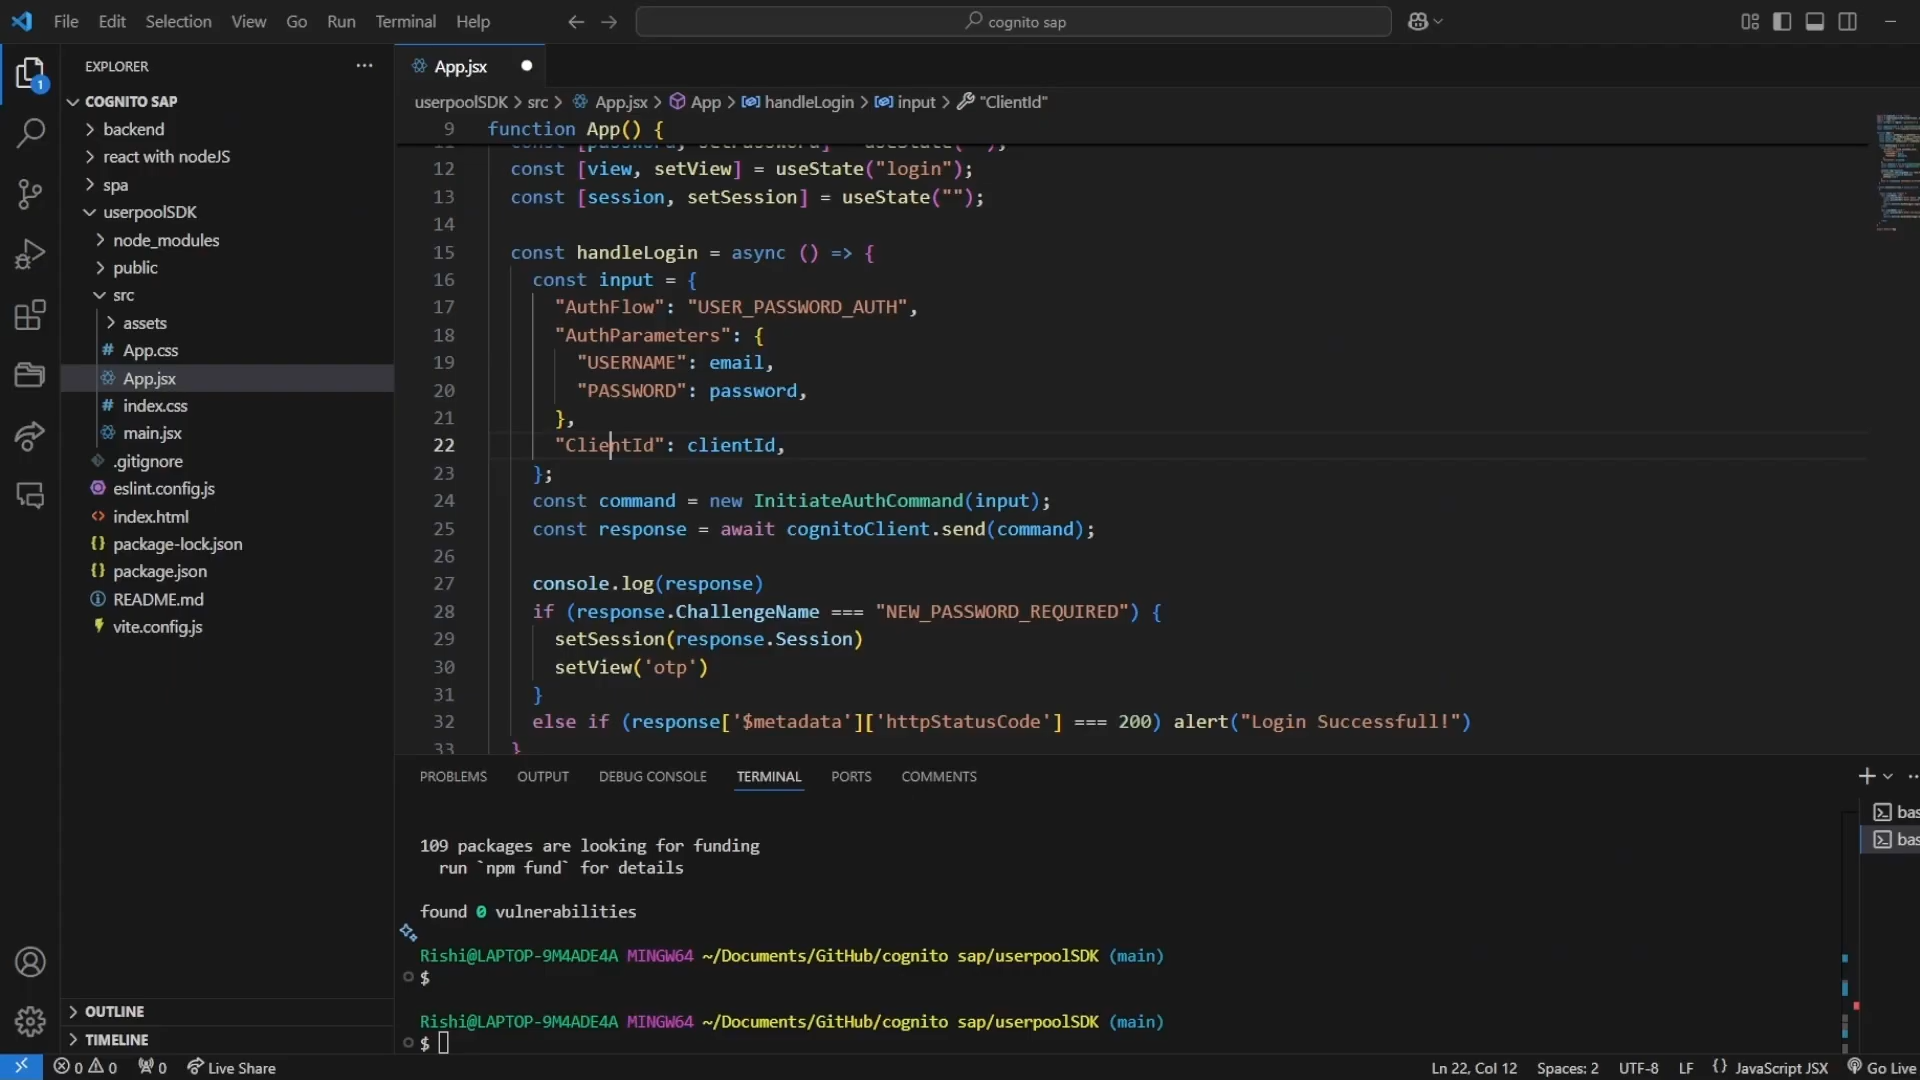 File Edit Selection View Go Run Terminal Help
cognito sap
EXPLORER
1
COGNITO SAP
backend
react with nodeJS
spa
userpoolSDK
node_modules
public
src
assets
App.css
App.jsx
index.css
main.jsx
.gitignore
eslint.config.js
index.html
package-lock.json
package.json
README.md
vite.config.js
OUTLINE
TIMELINE
App.jsx
userpoolSDK > src > App.jsx > App > handleLogin > input > "ClientId"
9 function App() {
12 const [view, setView] = useState("login");
13 const [session, setSession] = useState("");
14
15 const handleLogin = async () => {
16 const input = {
17 "AuthFlow": "USER_PASSWORD_AUTH",
18 "AuthParameters": {
19 "USERNAME": email,
20 "PASSWORD": password,
21 },
22 "ClientId": clientId,
23 };
24 const command = new InitiateAuthCommand(input);
25 const response = await cognitoClient.send(command);
26
27 console.log(response)
28 if (response.ChallengeName === "NEW_PASSWORD_REQUIRED") {
29 setSession(response.Session)
30 setView('otp')
31 }
32 else if (response['$metadata']['httpStatusCode'] === 200) alert("Login Successfull!")
33 }
PROBLEMS OUTPUT DEBUG CONSOLE TERMINAL PORTS COMMENTS
109 packages are looking for funding
run `npm fund` for details
found 0 vulnerabilities
Rishi@LAPTOP-9M4ADE4A MINGW64 ~/Documents/GitHub/cognito sap/userpoolSDK (main)
$
Rishi@LAPTOP-9M4ADE4A MINGW64 ~/Documents/GitHub/cognito sap/userpoolSDK (main)
$
bas
bas
0 0 0 Live Share
Ln 22, Col 12 Spaces: 2 UTF-8 LF {} JavaScript JSX Go Live